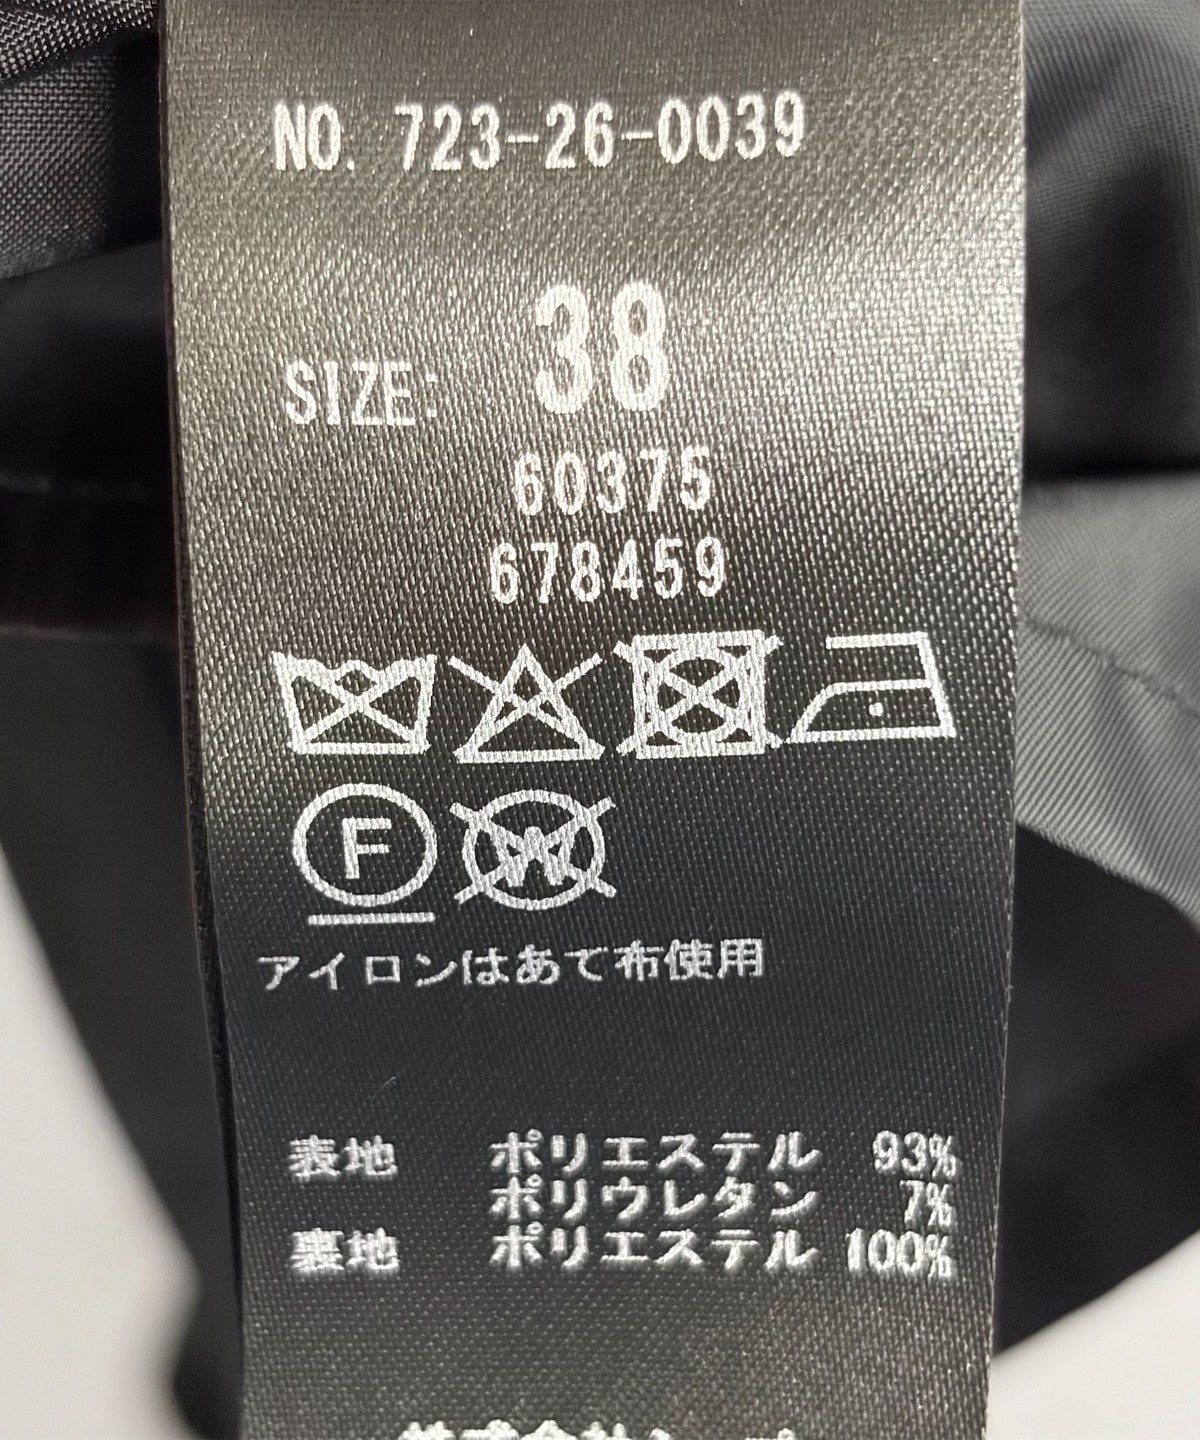 NO. 723-26-0039
SIZE: 38
60375
678459
F W
アイロンはあて布使用
表地 ポリエステル 93%
ポリウレタン 7%
裏地 ポリエステル 100%